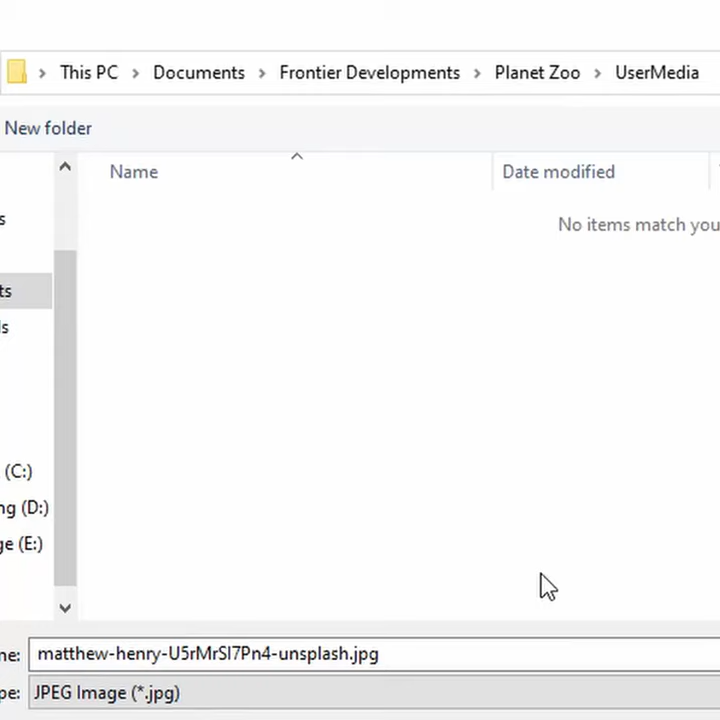 This PC > Documents > Frontier Developments > Planet Zoo > UserMedia
New folder
Name Date modified
No items match you
s
ts
ls
(C:)
ng (D:)
ge (E:)
ne: matthew-henry-U5rMrSI7Pn4-unsplash.jpg
pe: JPEG Image (*.jpg)